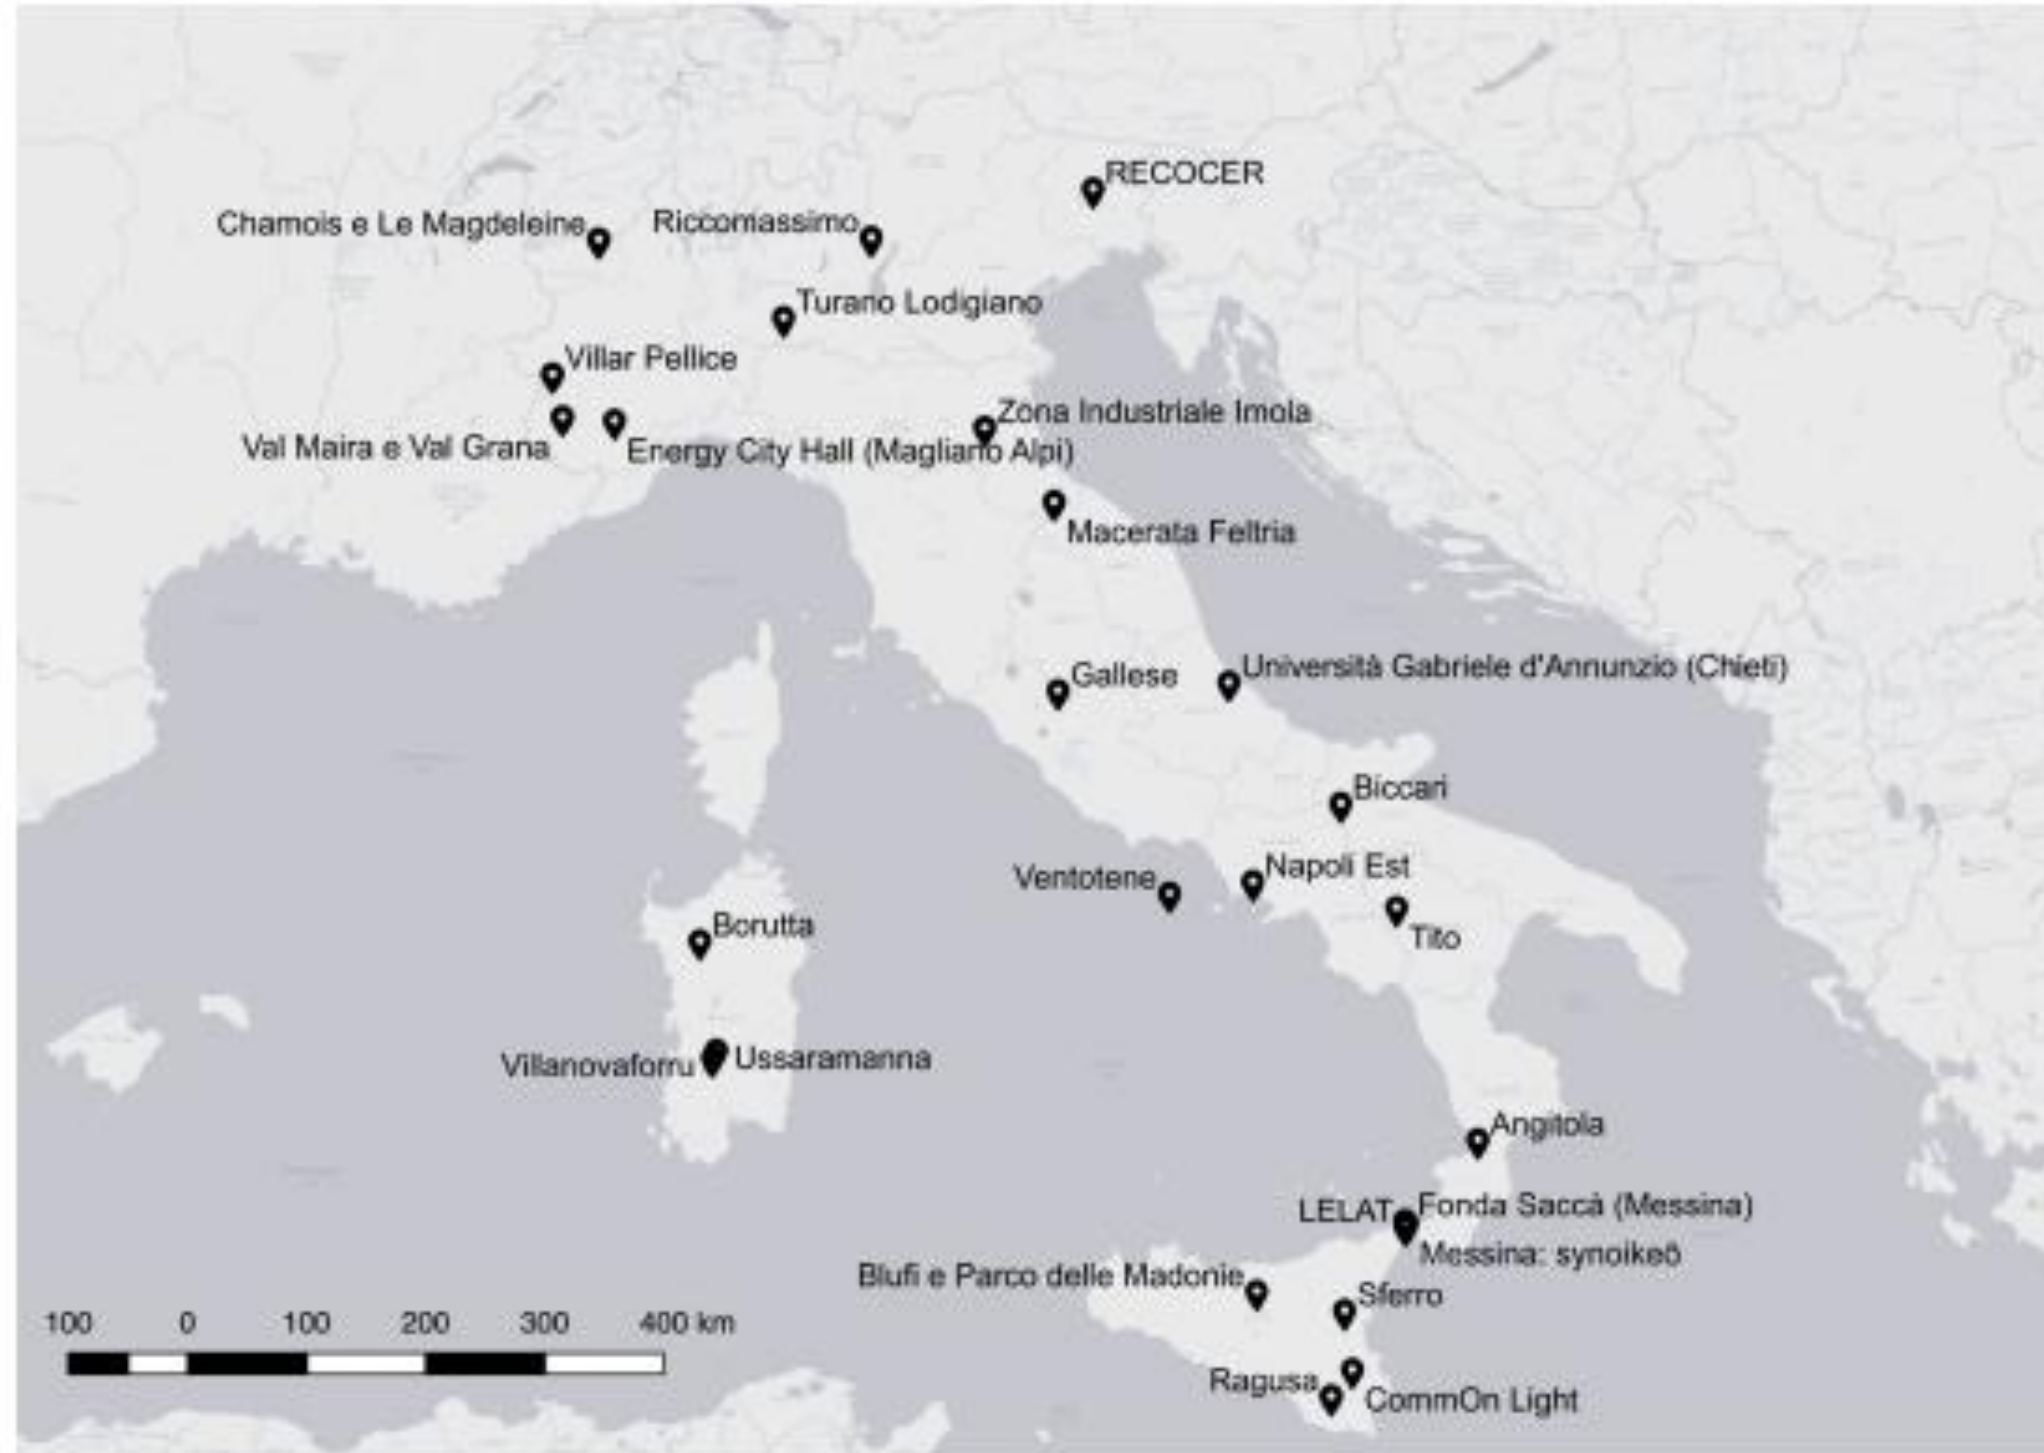 RECOCER
Chamois e Le Magdeleine
Riccomassimo
Turano Lodigiano
Villar Pellice
Zona Industriale Imola
Val Maira e Val Grana
Energy City Hall (Magliano Alpi)
Macerata Feltria
Gallese
Università Gabriele d'Annunzio (Chieti)
Biccari
Ventotene
Napoli Est
Borutta
Tito
Villanovaforru
Ussaramanna
Angitola
LELAT
Fonda Saccà (Messina)
Messina: synoikeō
Blufi e Parco delle Madonie
Sferro
100 0 100 200 300 400 km
Ragusa
CommOn Light